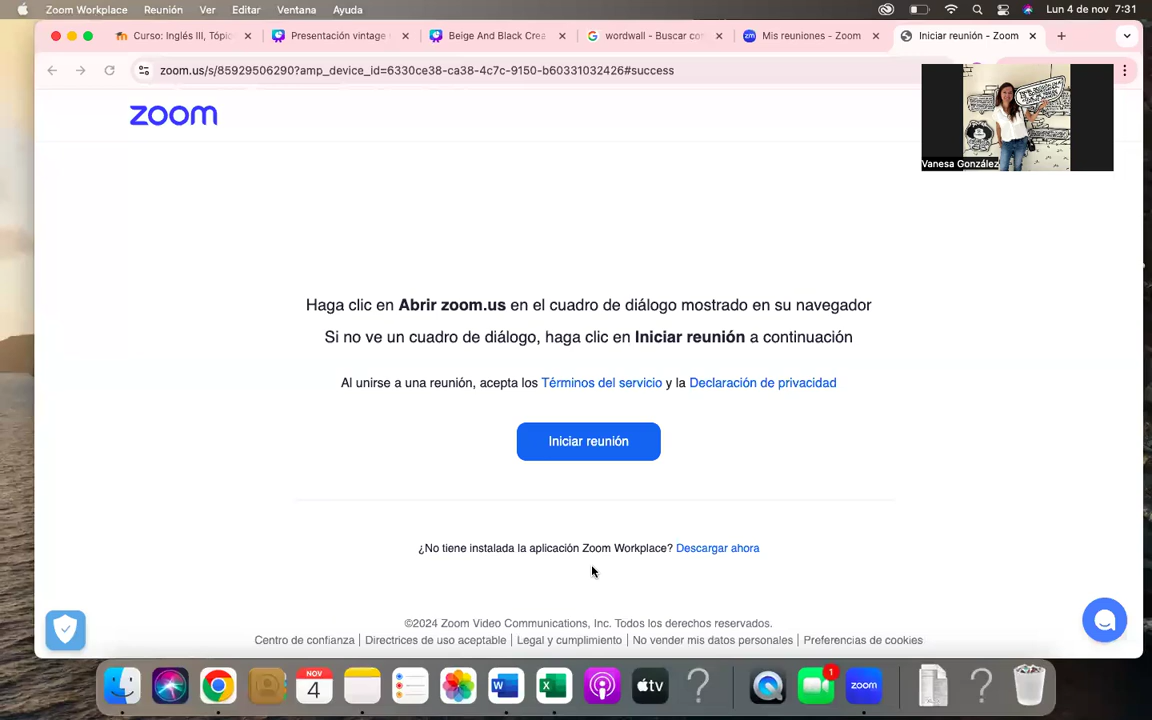 Zoom Workplace Reunión Ver Editar Ventana Ayuda Lun 4 de nov 7:31
Curso: Inglés III, Tópic Presentación vintage Beige And Black Crea wordwall - Buscar con Mis reuniones - Zoom Iniciar reunión - Zoom
zoom.us/s/85929506290?amp_device_id=6330ce38-ca38-4c7c-9150-b60331032426#success
zoom
Vanesa González
Haga clic en Abrir zoom.us en el cuadro de diálogo mostrado en su navegador
Si no ve un cuadro de diálogo, haga clic en Iniciar reunión a continuación
Al unirse a una reunión, acepta los Términos del servicio y la Declaración de privacidad
Iniciar reunión
¿No tiene instalada la aplicación Zoom Workplace? Descargar ahora
©2024 Zoom Video Communications, Inc. Todos los derechos reservados.
Centro de confianza | Directrices de uso aceptable | Legal y cumplimiento | No vender mis datos personales | Preferencias de cookies
NOV
4
W
X
tv
1
zoom